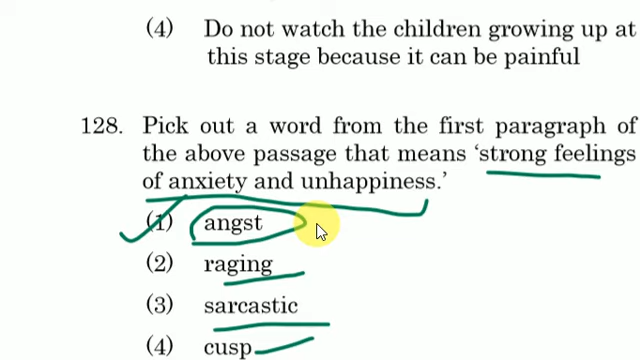 (4) Do not watch the children growing up at
this stage because it can be painful
128. Pick out a word from the first paragraph of
the above passage that means ‘strong feelings
of anxiety and unhappiness.’
(1) angst
(2) raging
(3) sarcastic
(4) cusp